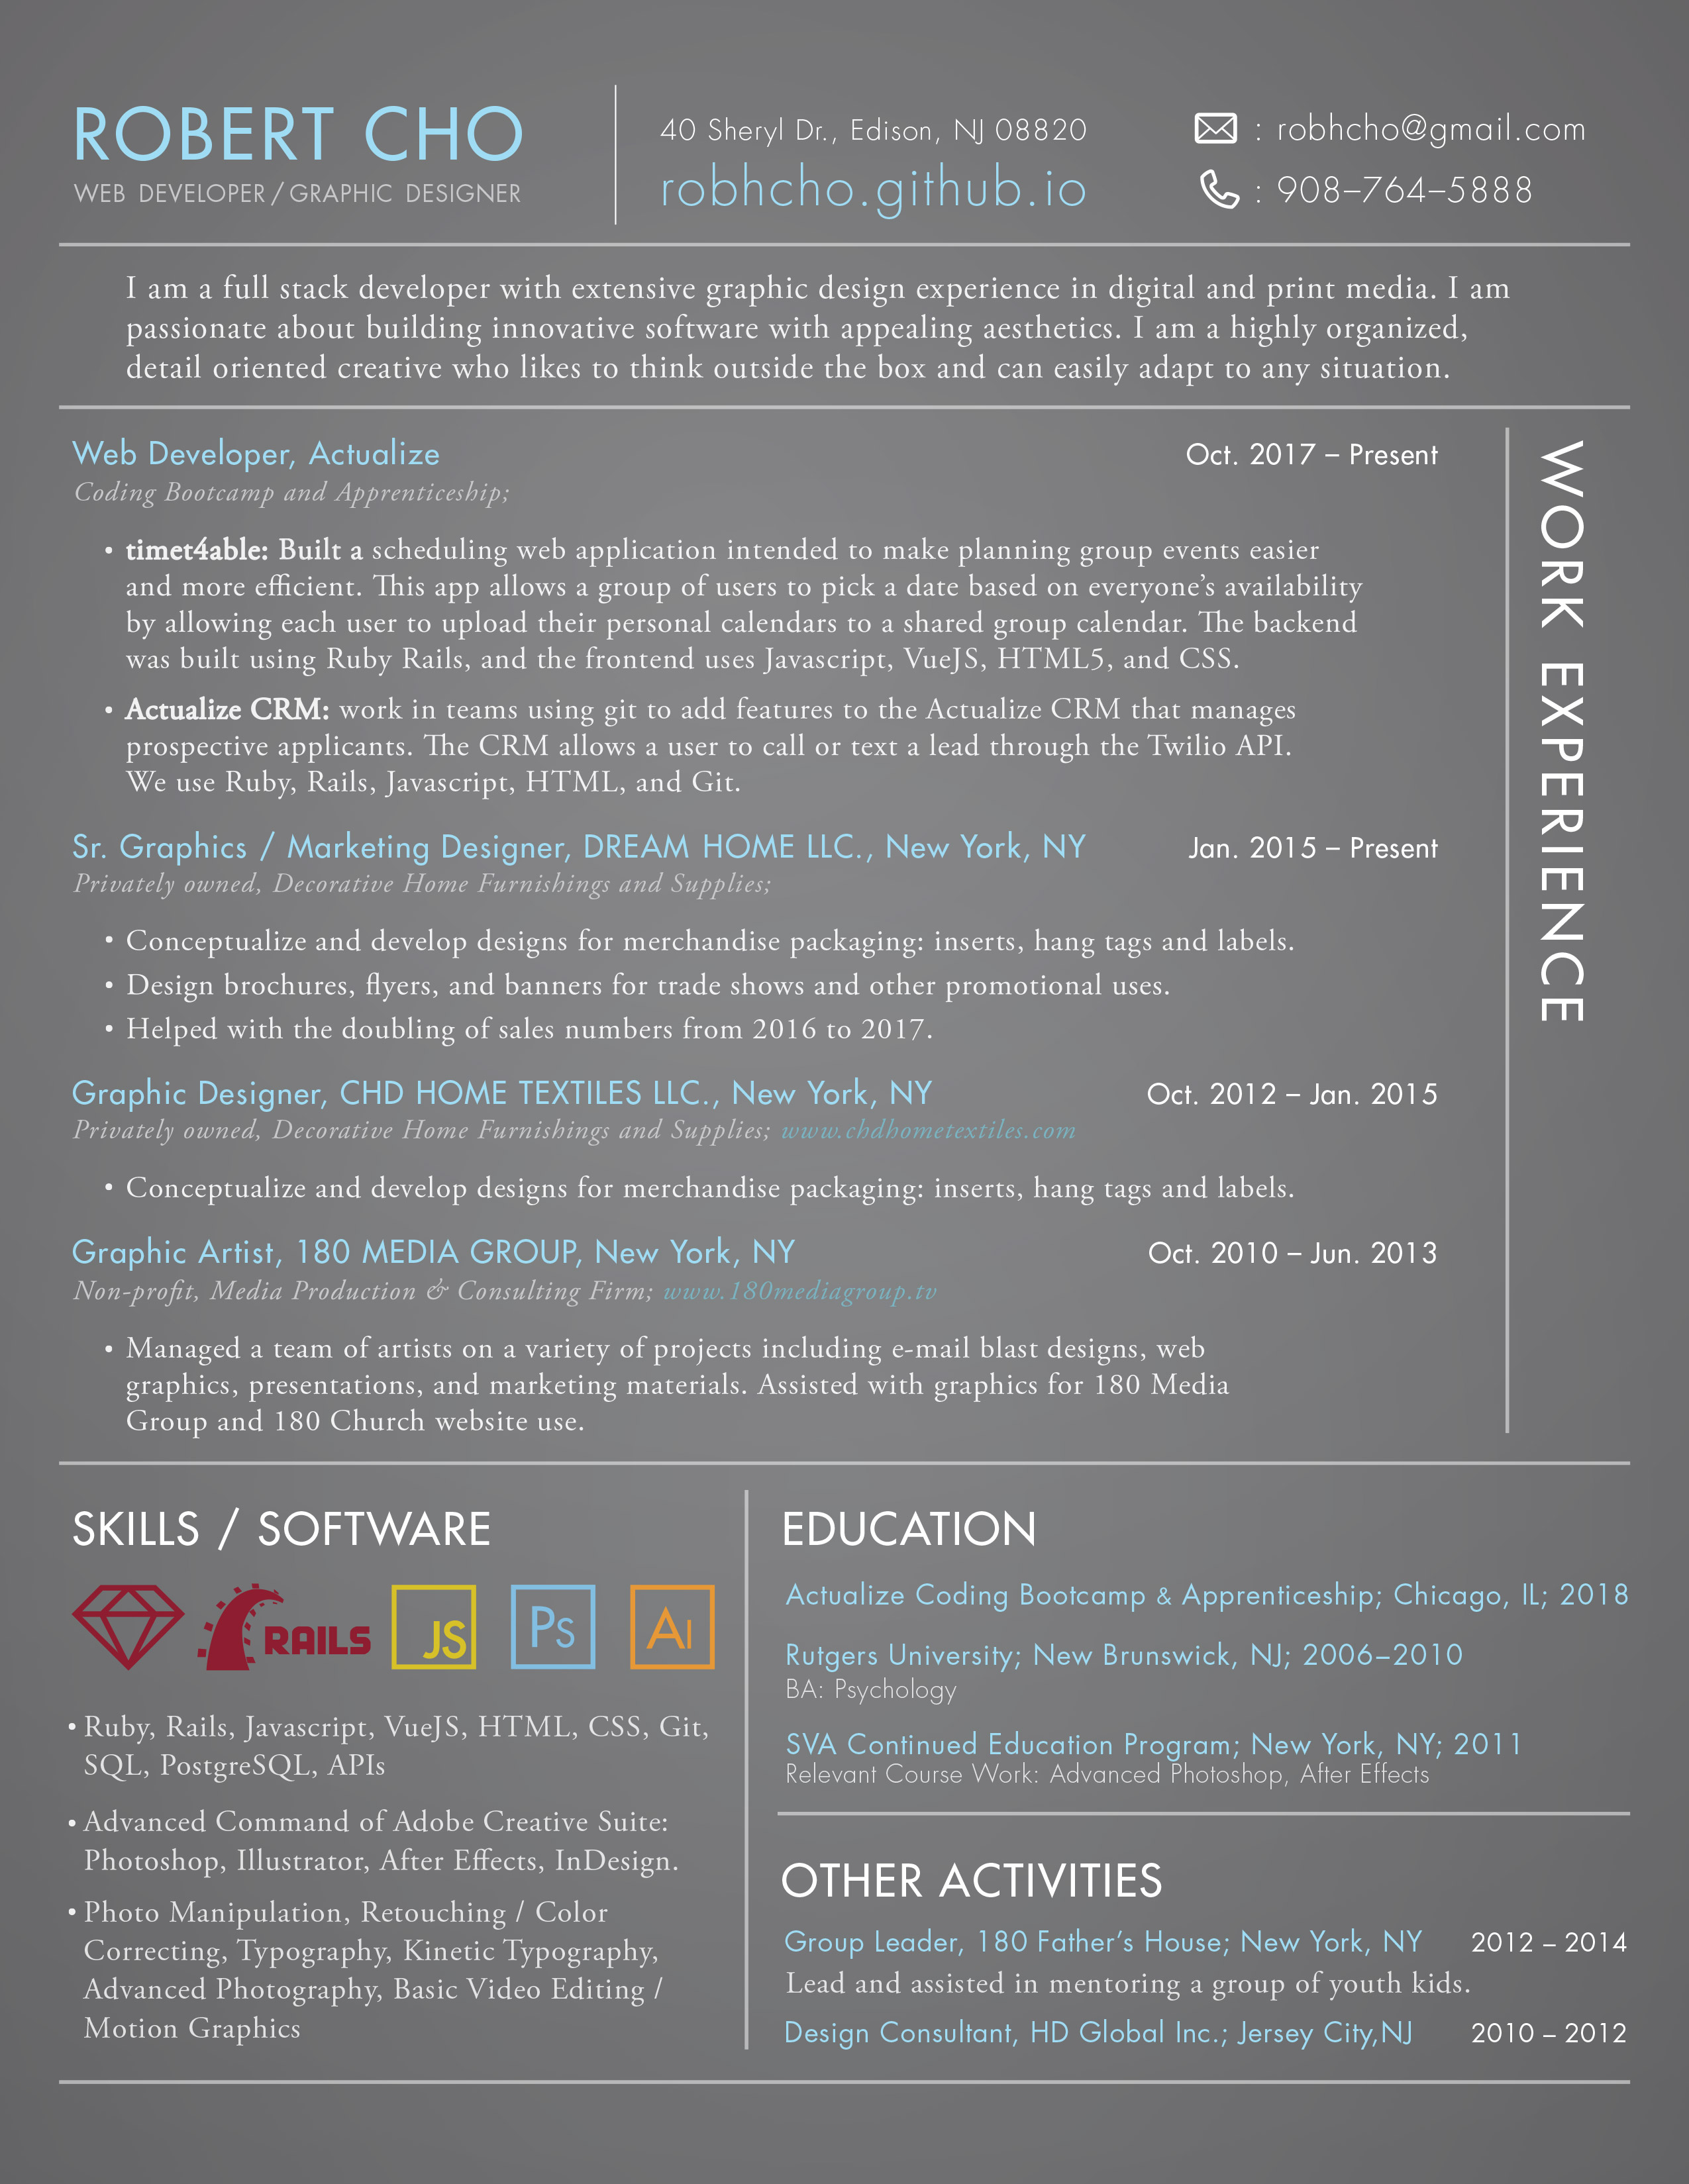 ROBERT CHO
WEB DEVELOPER / GRAPHIC DESIGNER
40 Sheryl Dr., Edison, NJ 08820
robhcho.github.io
: robhcho@gmail.com
: 908–764–5888
I am a full stack developer with extensive graphic design experience in digital and print media. I am
passionate about building innovative software with appealing aesthetics. I am a highly organized,
detail oriented creative who likes to think outside the box and can easily adapt to any situation.
WORK EXPERIENCE
Web Developer, Actualize Oct. 2017 – Present
Coding Bootcamp and Apprenticeship;
• timet4able: Built a scheduling web application intended to make planning group events easier
and more efficient. This app allows a group of users to pick a date based on everyone’s availability
by allowing each user to upload their personal calendars to a shared group calendar. The backend
was built using Ruby Rails, and the frontend uses Javascript, VueJS, HTML5, and CSS.
• Actualize CRM: work in teams using git to add features to the Actualize CRM that manages
prospective applicants. The CRM allows a user to call or text a lead through the Twilio API.
We use Ruby, Rails, Javascript, HTML, and Git.
Sr. Graphics / Marketing Designer, DREAM HOME LLC., New York, NY Jan. 2015 – Present
Privately owned, Decorative Home Furnishings and Supplies;
• Conceptualize and develop designs for merchandise packaging: inserts, hang tags and labels.
• Design brochures, flyers, and banners for trade shows and other promotional uses.
• Helped with the doubling of sales numbers from 2016 to 2017.
Graphic Designer, CHD HOME TEXTILES LLC., New York, NY Oct. 2012 – Jan. 2015
Privately owned, Decorative Home Furnishings and Supplies; www.chdhometextiles.com
• Conceptualize and develop designs for merchandise packaging: inserts, hang tags and labels.
Graphic Artist, 180 MEDIA GROUP, New York, NY Oct. 2010 – Jun. 2013
Non-profit, Media Production & Consulting Firm; www.180mediagroup.tv
• Managed a team of artists on a variety of projects including e-mail blast designs, web
graphics, presentations, and marketing materials. Assisted with graphics for 180 Media
Group and 180 Church website use.
SKILLS / SOFTWARE
RAILS
JS
Ps
Ai
• Ruby, Rails, Javascript, VueJS, HTML, CSS, Git,
SQL, PostgreSQL, APIs
• Advanced Command of Adobe Creative Suite:
Photoshop, Illustrator, After Effects, InDesign.
• Photo Manipulation, Retouching / Color
Correcting, Typography, Kinetic Typography,
Advanced Photography, Basic Video Editing /
Motion Graphics
EDUCATION
Actualize Coding Bootcamp & Apprenticeship; Chicago, IL; 2018
Rutgers University; New Brunswick, NJ; 2006–2010
BA: Psychology
SVA Continued Education Program; New York, NY; 2011
Relevant Course Work: Advanced Photoshop, After Effects
OTHER ACTIVITIES
Group Leader, 180 Father’s House; New York, NY 2012 – 2014
Lead and assisted in mentoring a group of youth kids.
Design Consultant, HD Global Inc.; Jersey City,NJ 2010 – 2012